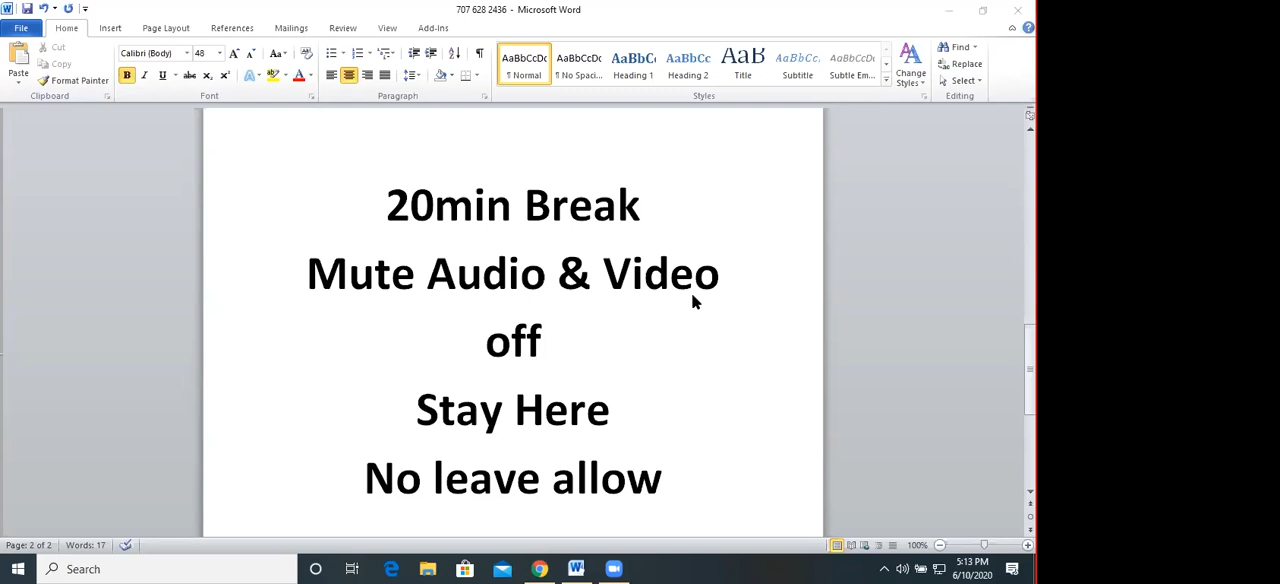 707 628 2436 - Microsoft Word
File Home Insert Page Layout References Mailings Review View Add-Ins
Paste
Cut
Copy
Format Painter
Clipboard
Calibri (Body) 48
Font
Paragraph
AaBbCcDc AaBbCcDc AaBbC AaBbCc AaB AaBbCc. AaBbCcDc
¶ Normal ¶ No Spaci... Heading 1 Heading 2 Title Subtitle Subtle Em...
Change
Styles
Styles
Find
Replace
Select
Editing
20min Break
Mute Audio & Video
off
Stay Here
No leave allow
Page: 2 of 2 Words: 17 100%
Search
5:13 PM
6/10/2020